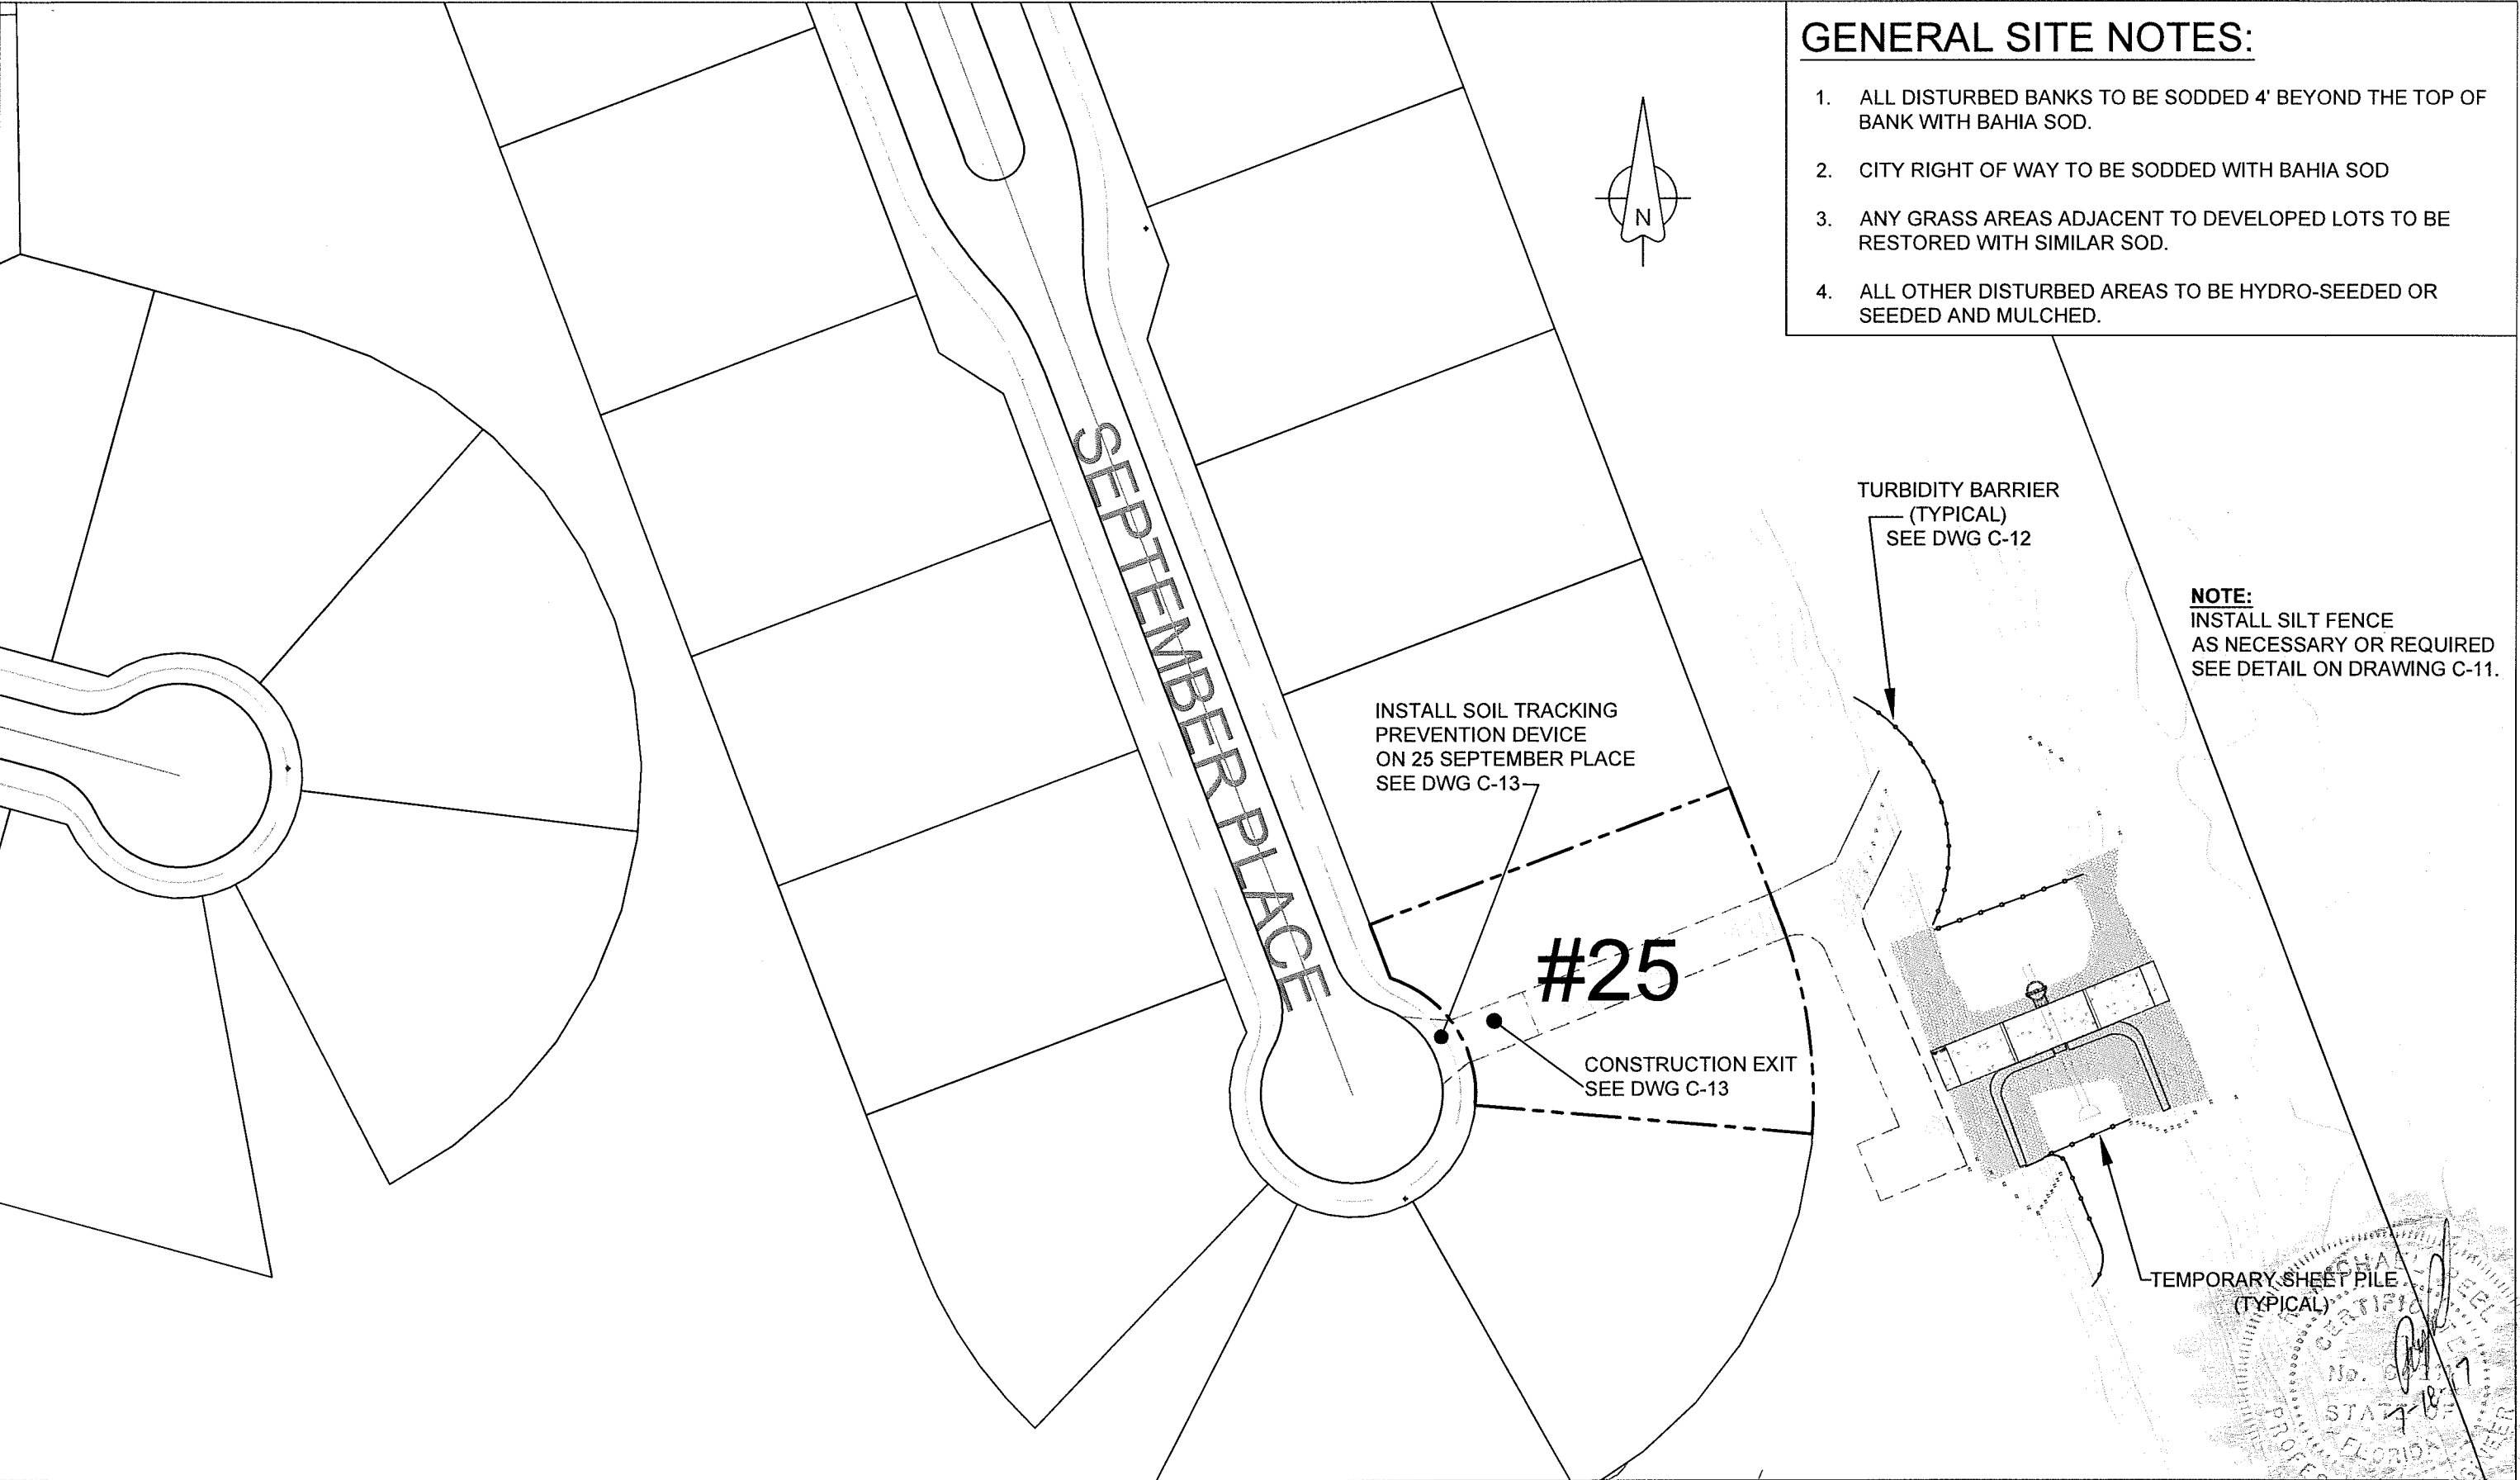 GENERAL SITE NOTES:
1. ALL DISTURBED BANKS TO BE SODDED 4' BEYOND THE TOP OF
BANK WITH BAHIA SOD.
2. CITY RIGHT OF WAY TO BE SODDED WITH BAHIA SOD
3. ANY GRASS AREAS ADJACENT TO DEVELOPED LOTS TO BE
RESTORED WITH SIMILAR SOD.
4. ALL OTHER DISTURBED AREAS TO BE HYDRO-SEEDED OR
SEEDED AND MULCHED.
N
SEPTEMBER PLACE
TURBIDITY BARRIER
(TYPICAL)
SEE DWG C-12
NOTE:
INSTALL SILT FENCE
AS NECESSARY OR REQUIRED
SEE DETAIL ON DRAWING C-11.
INSTALL SOIL TRACKING
PREVENTION DEVICE
ON 25 SEPTEMBER PLACE
SEE DWG C-13
#25
CONSTRUCTION EXIT
SEE DWG C-13
TEMPORARY SHEET PILE
(TYPICAL)
No.
STATE OF
FLORIDA